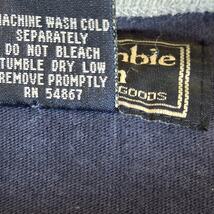 MACHINE WASH COLD
SEPARATELY
DO NOT BLEACH
TUMBLE DRY LOW
REMOVE PROMPTLY
RN 54867
mbie
GOODS